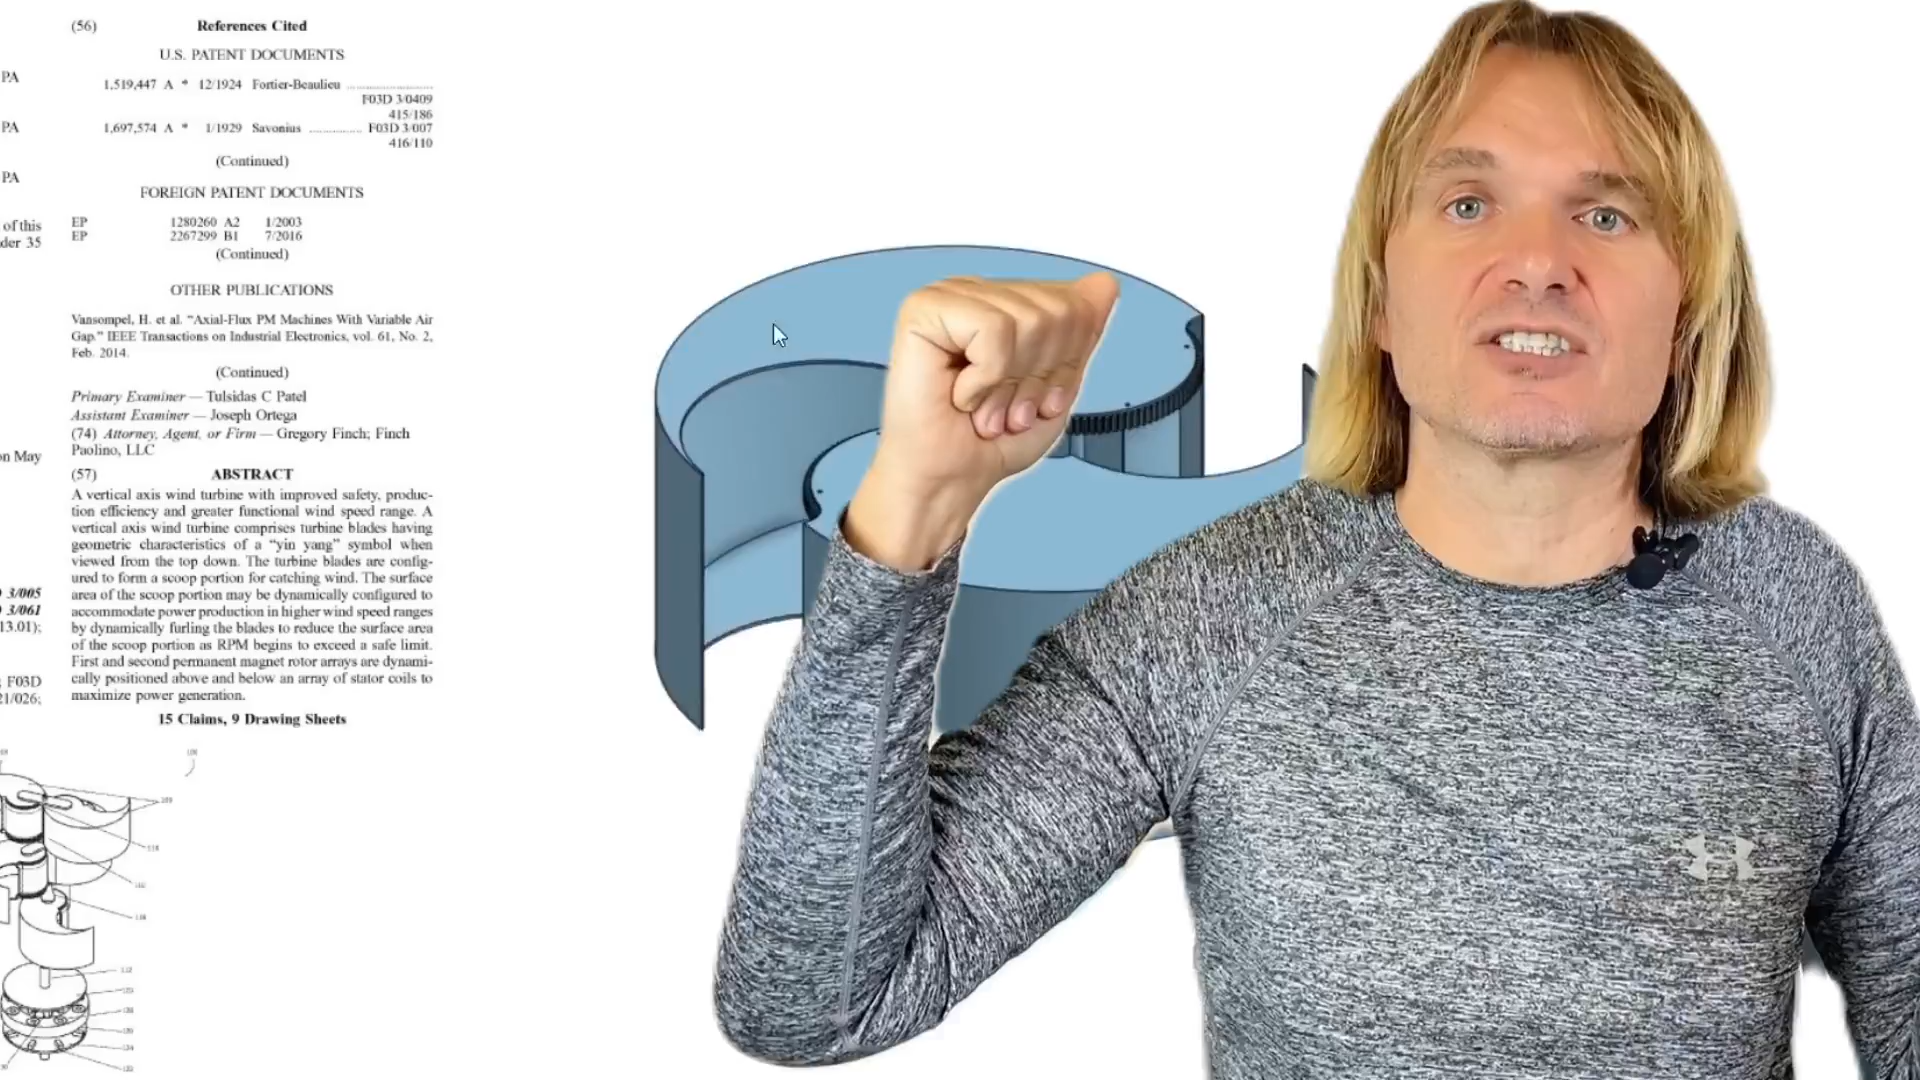 (56) References Cited
U.S. PATENT DOCUMENTS
1,519,447 A * 12/1924 Fortier-Beaulieu ........................
F03D 3/0409
415/186
1,697,574 A * 1/1929 Savonius .............. F03D 3/007
416/110
(Continued)
FOREIGN PATENT DOCUMENTS
EP 1280260 A2 1/2003
EP 2267299 B1 7/2016
(Continued)
OTHER PUBLICATIONS
Vansompel, H. et al. “Axial-Flux PM Machines With Variable Air
Gap.” IEEE Transactions on Industrial Electronics, vol. 61, No. 2,
Feb. 2014.
(Continued)
Primary Examiner — Tulsidas C Patel
Assistant Examiner — Joseph Ortega
(74) Attorney, Agent, or Firm — Gregory Finch; Finch
Paolino, LLC
(57) ABSTRACT
A vertical axis wind turbine with improved safety, produc-
tion efficiency and greater functional wind speed range. A
vertical axis wind turbine comprises turbine blades having
geometric characteristics of a “yin yang” symbol when
viewed from the top down. The turbine blades are config-
ured to form a scoop portion for catching wind. The surface
area of the scoop portion may be dynamically configured to
accommodate power production in higher wind speed ranges
by dynamically furling the blades to reduce the surface area
of the scoop portion as RPM begins to exceed a safe limit.
First and second permanent magnet rotor arrays are dynami-
cally positioned above and below an array of stator coils to
maximize power generation.
15 Claims, 9 Drawing Sheets
PA
PA
PA
of this
der 35
on May
3/005
3/061
13.01);
; F03D
21/026;